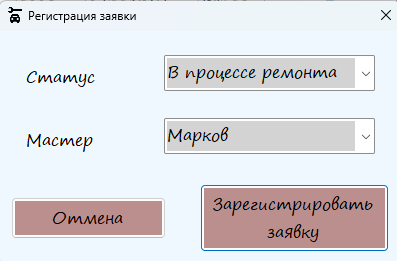 Регистрация заявки
Статус
В процессе ремонта
Мастер
Марков
Отмена
Зарегистрировать
заявку